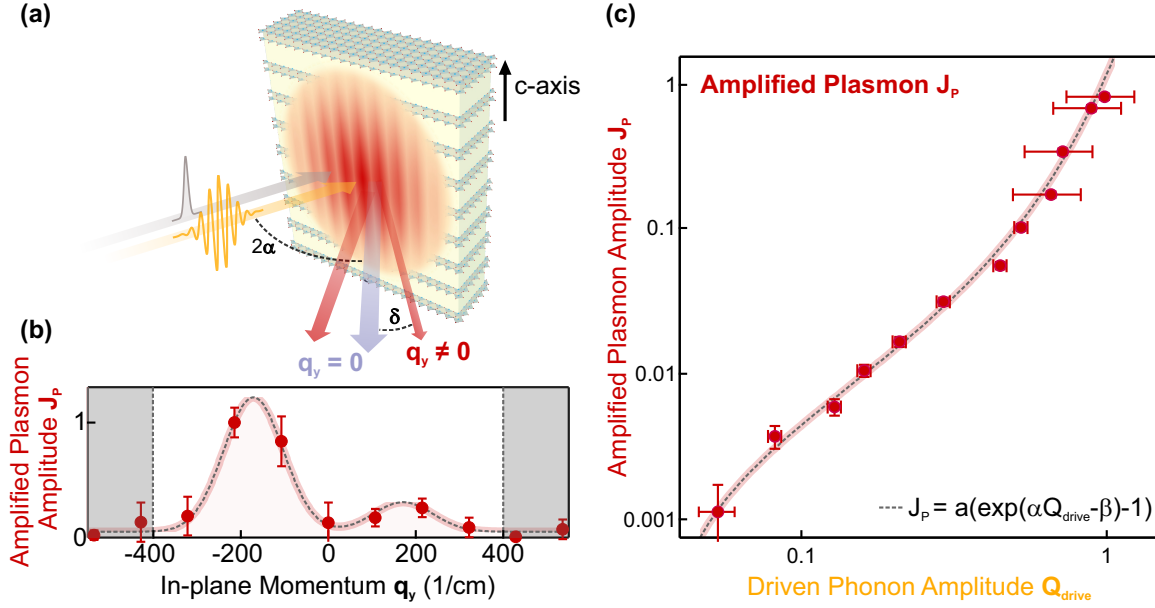 (a)
c-axis
2α
δ
q_y = 0
q_y ≠ 0
(b)
Amplified Plasmon
Amplitude J_P
1
0
-400
-200
0
200
400
In-plane Momentum q_y (1/cm)
(c)
Amplified Plasmon J_P
Amplified Plasmon Amplitude J_P
1
0.1
0.01
0.001
J_P = a(exp(αQ_drive-β)-1)
0.1
1
Driven Phonon Amplitude Q_drive